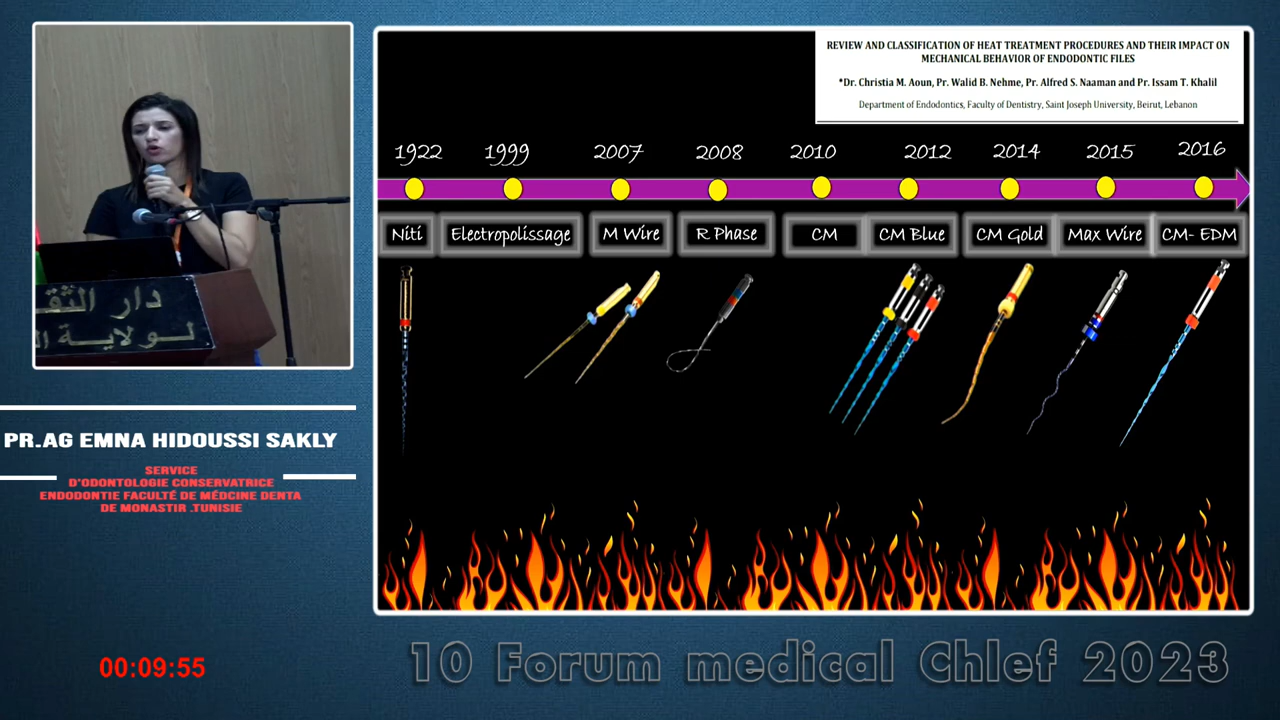 REVIEW AND CLASSIFICATION OF HEAT TREATMENT PROCEDURES AND THEIR IMPACT ON
MECHANICAL BEHAVIOR OF ENDODONTIC FILES
*Dr. Christia M. Aoun, Pr. Walid B. Nehme, Pr. Alfred S. Naaman and Pr. Issam T. Khalil
Department of Endodontics, Faculty of Dentistry, Saint Joseph University, Beirut, Lebanon
1922 1999 2007 2008 2010 2012 2014 2015 2016
Niti Electropolissage M Wire R Phase CM CM Blue CM Gold Max Wire CM- EDM
دار الثقـ
لـولايـة ال
PR.AG EMNA HIDOUSSI SAKLY
SERVICE
D'ODONTOLOGIE CONSERVATRICE
ENDODONTIE FACULTÉ DE MÉDCINE DENTA
DE MONASTIR .TUNISIE
00:09:55
10 Forum medical Chlef 2023